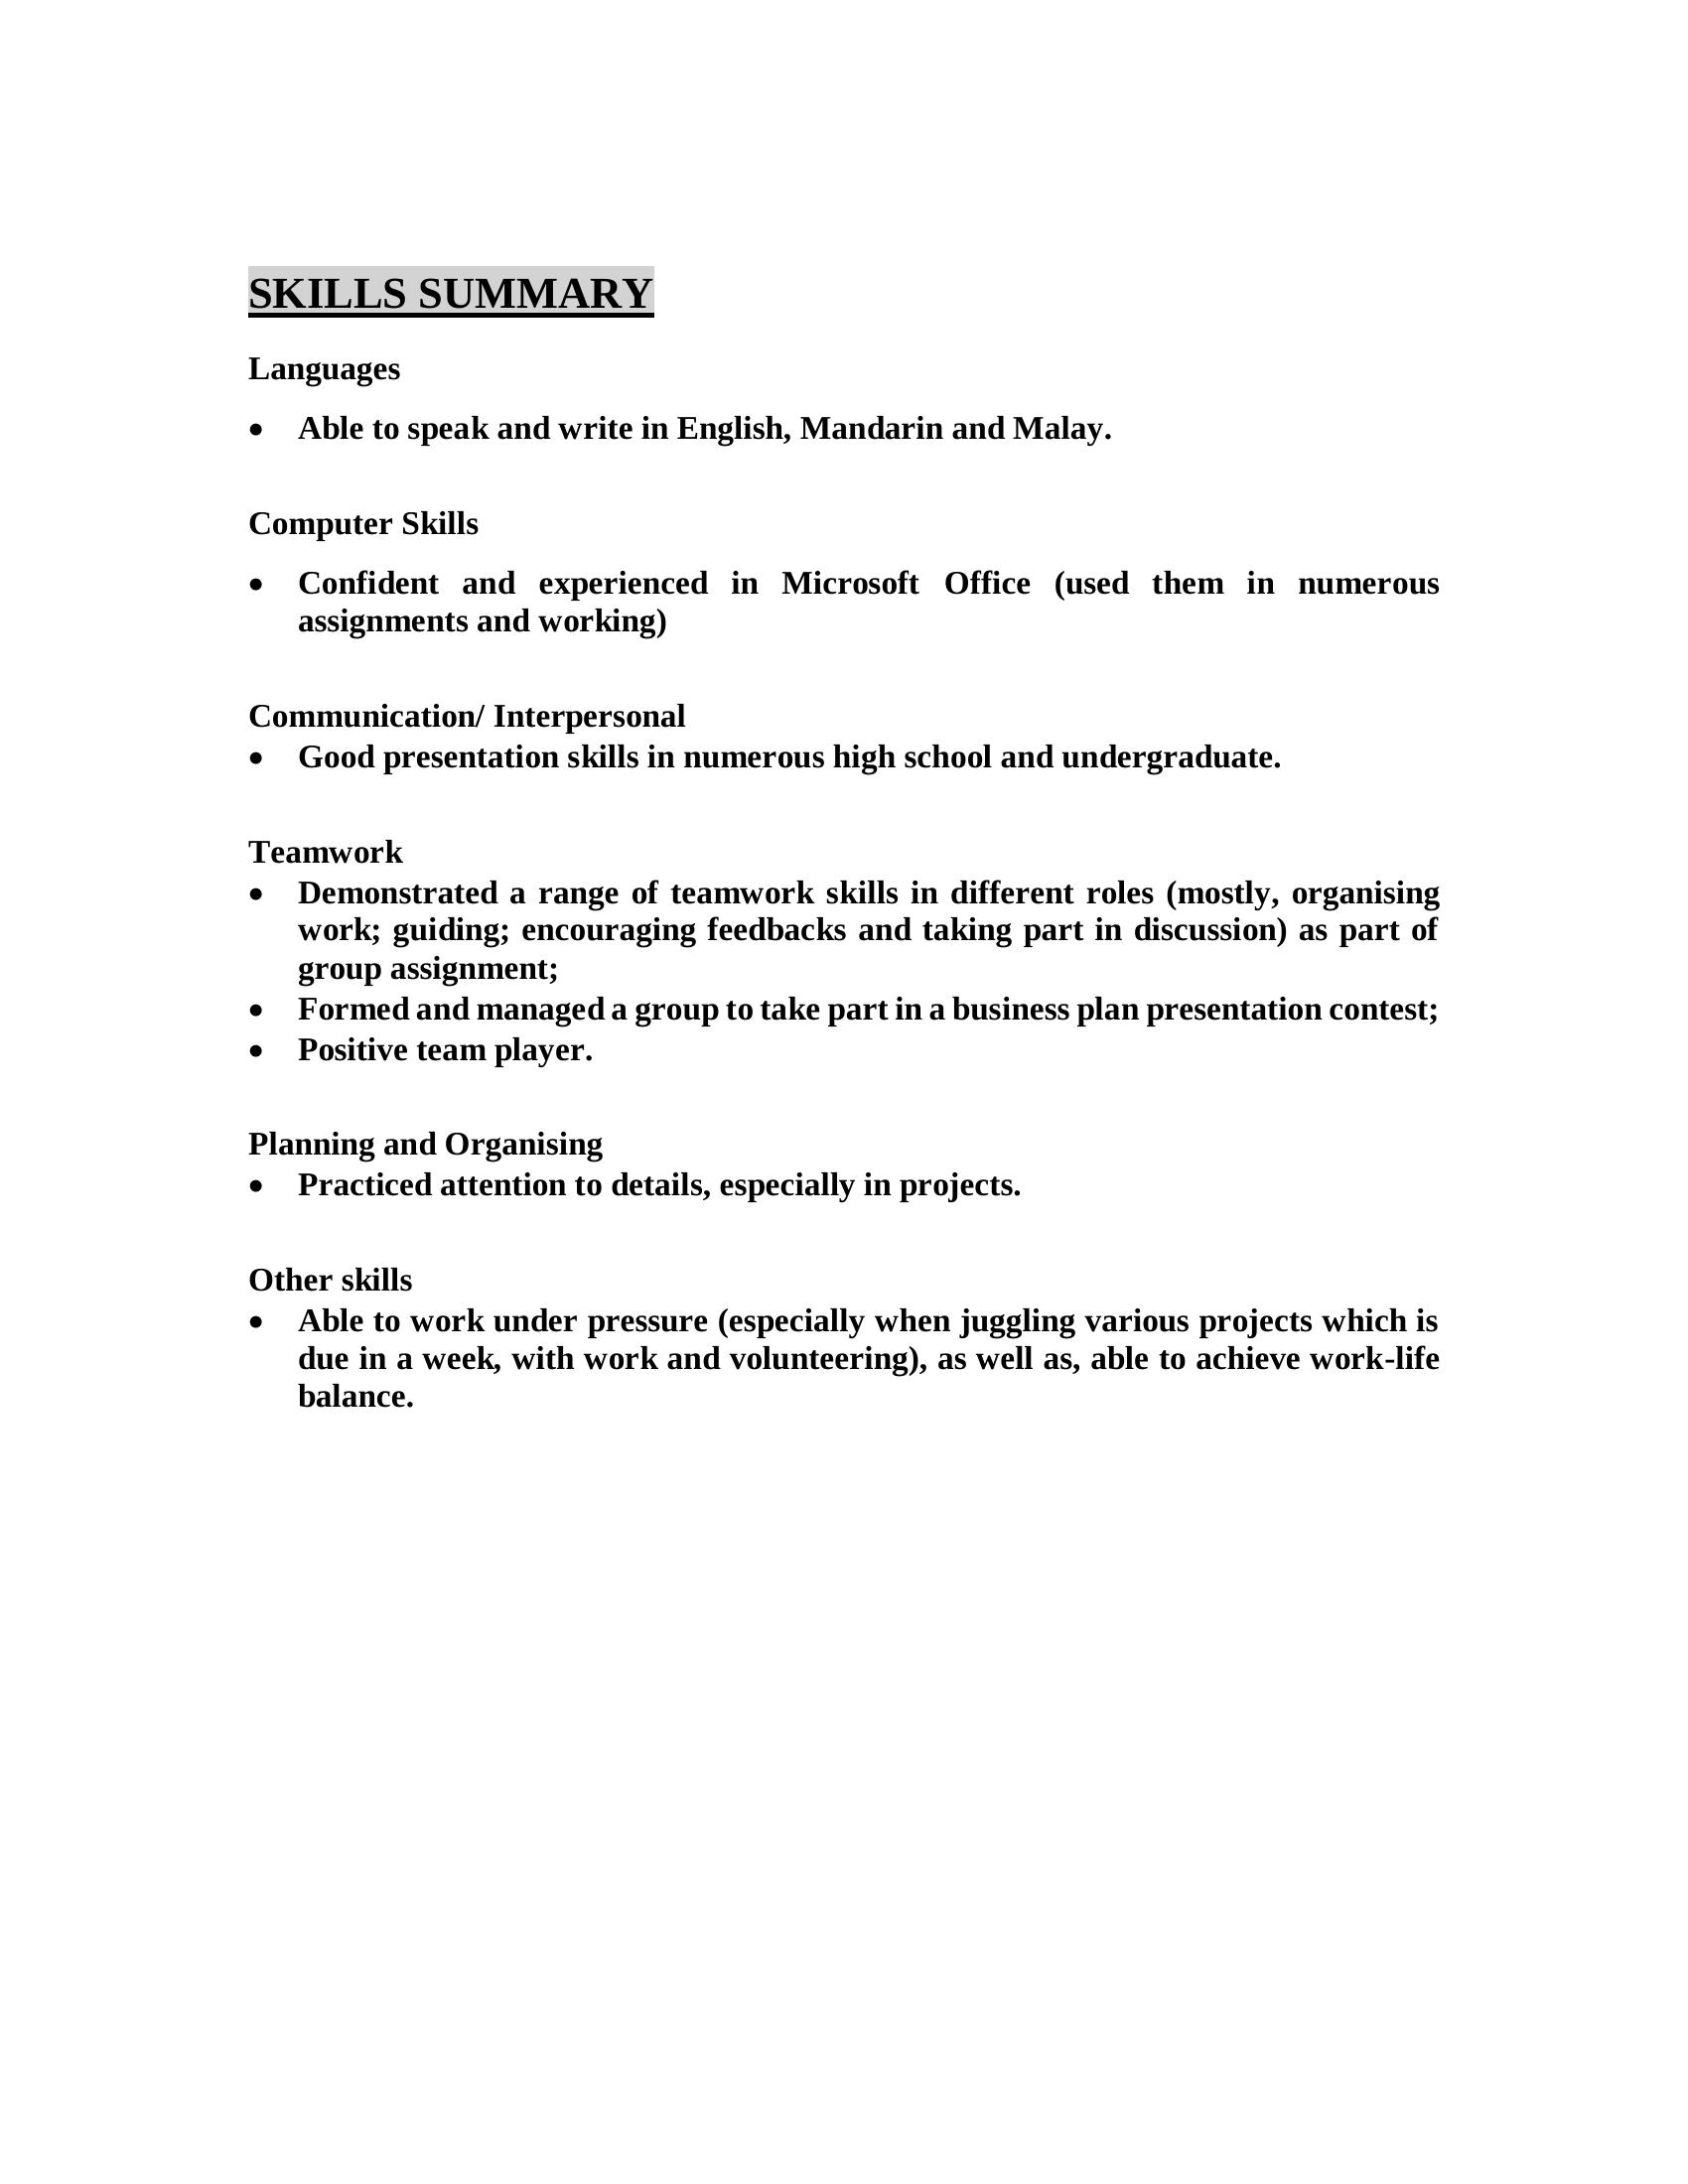 SKILLS SUMMARY
Languages
• Able to speak and write in English, Mandarin and Malay.
Computer Skills
• Confident and experienced in Microsoft Office (used them in numerous
assignments and working)
Communication/ Interpersonal
• Good presentation skills in numerous high school and undergraduate.
Teamwork
• Demonstrated a range of teamwork skills in different roles (mostly, organising
work; guiding; encouraging feedbacks and taking part in discussion) as part of
group assignment;
• Formed and managed a group to take part in a business plan presentation contest;
• Positive team player.
Planning and Organising
• Practiced attention to details, especially in projects.
Other skills
• Able to work under pressure (especially when juggling various projects which is
due in a week, with work and volunteering), as well as, able to achieve work-life
balance.